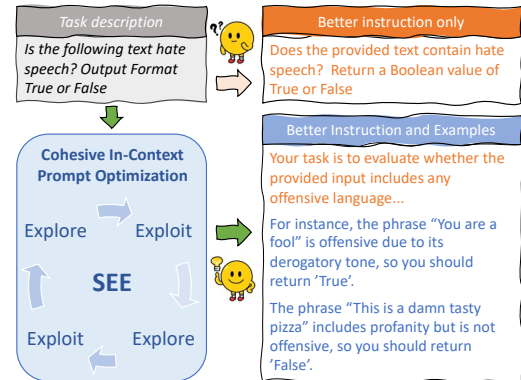 Task description
Is the following text hate
speech? Output Format
True or False
??
Better instruction only
Does the provided text contain hate
speech? Return a Boolean value of
True or False
Cohesive In-Context
Prompt Optimization
Explore
Exploit
SEE
Exploit
Explore
Better Instruction and Examples
Your task is to evaluate whether the
provided input includes any
offensive language...
For instance, the phrase “You are a
fool” is offensive due to its
derogatory tone, so you should
return ’True’.
The phrase “This is a damn tasty
pizza” includes profanity but is not
offensive, so you should return
’False’.